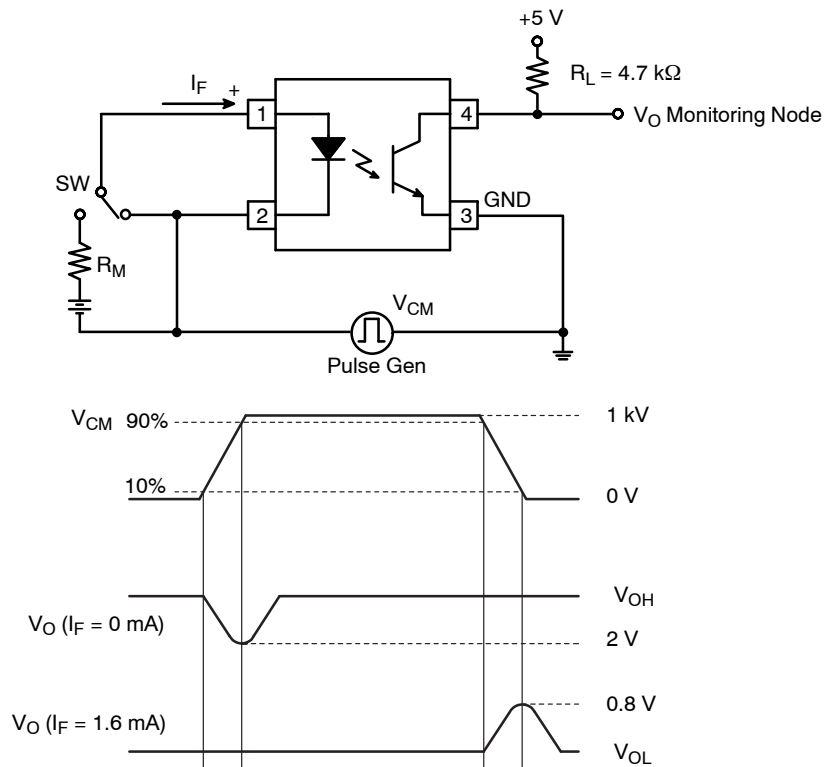 +5 V
R_L = 4.7 kΩ
I_F +
1
4
V_O Monitoring Node
SW
2
3
GND
R_M
V_CM
Pulse Gen
V_CM 90%
1 kV
10%
0 V
V_OH
V_O (I_F = 0 mA)
2 V
0.8 V
V_O (I_F = 1.6 mA)
V_OL